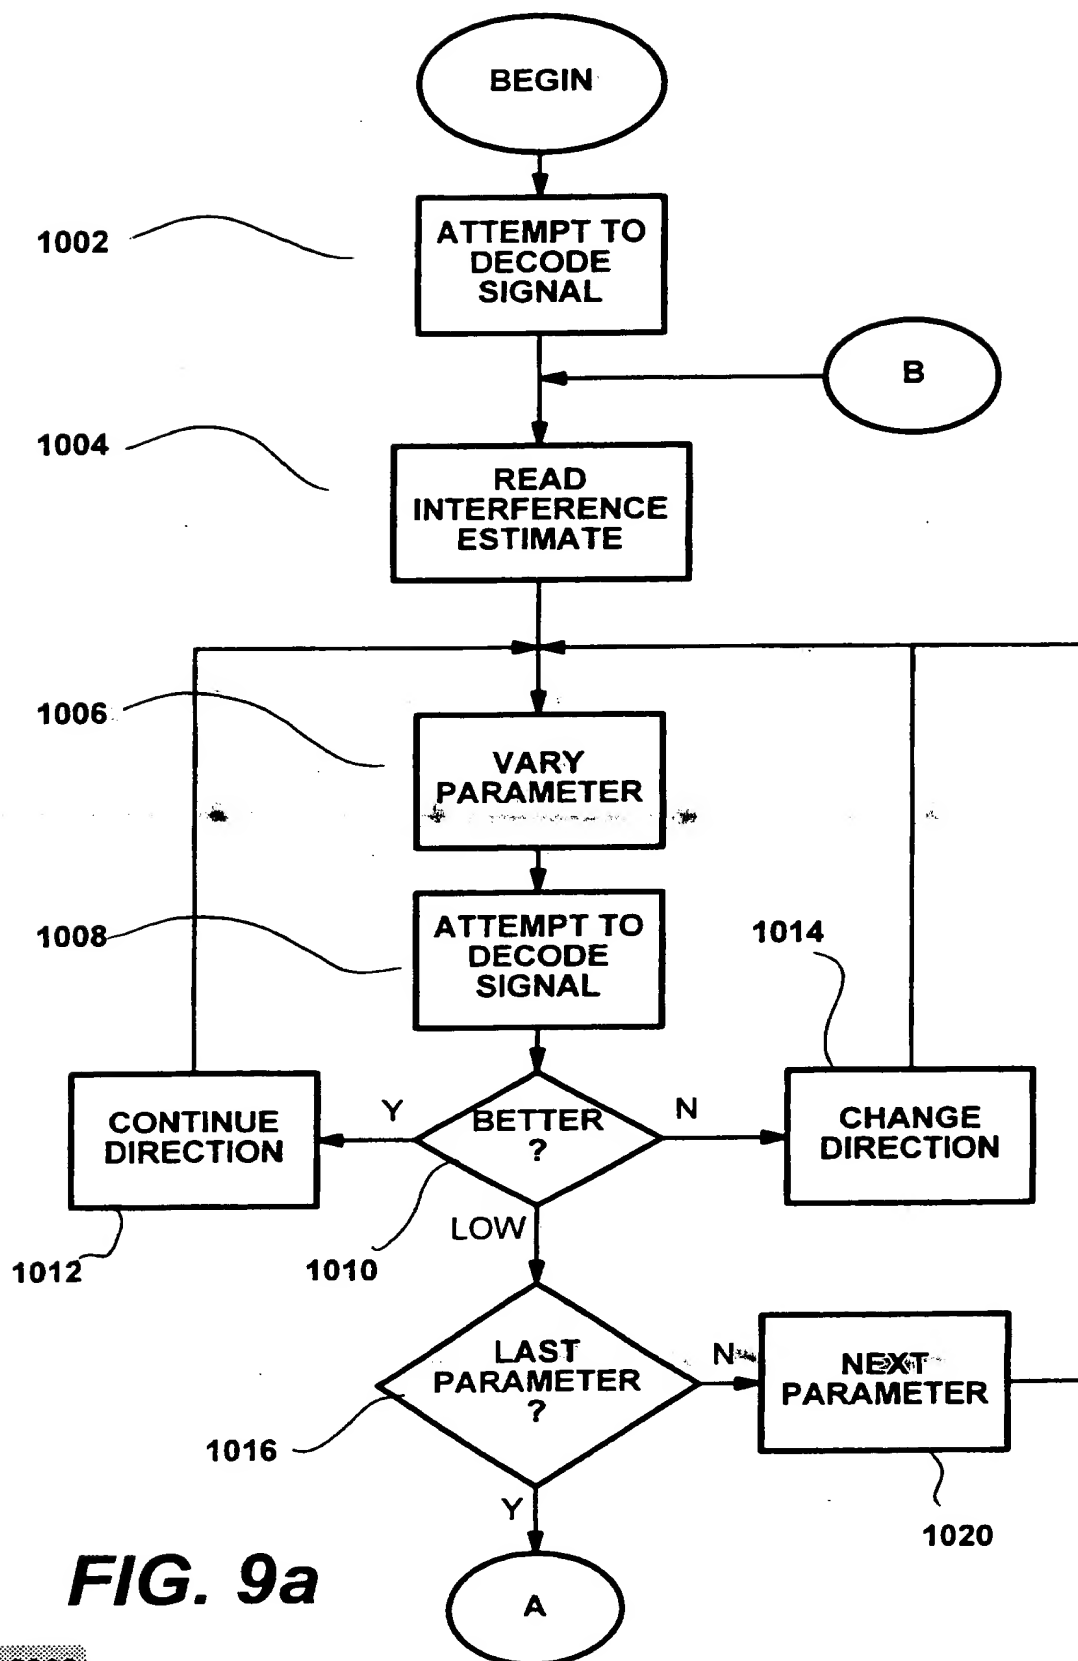 BEGIN
1002
ATTEMPT TO
DECODE
SIGNAL
B
1004
READ
INTERFERENCE
ESTIMATE
1006
VARY
PARAMETER
1008
ATTEMPT TO
DECODE
SIGNAL
1014
CONTINUE
DIRECTION
Y
BETTER
?
N
CHANGE
DIRECTION
1012
1010
LOW
LAST
PARAMETER
?
N
NEXT
PARAMETER
1016
Y
1020
FIG. 9a
A